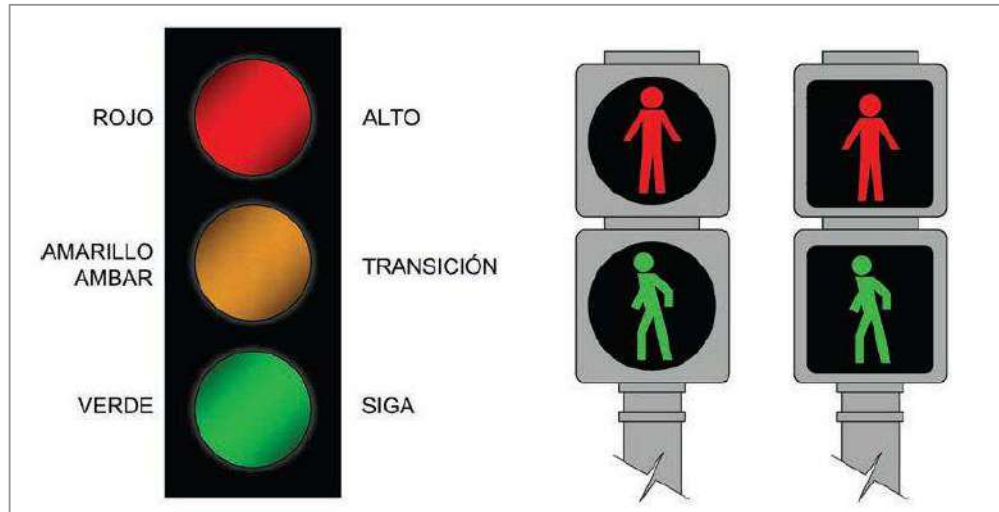 ROJO
ALTO
AMARILLO
AMBAR
TRANSICIÓN
VERDE
SIGA